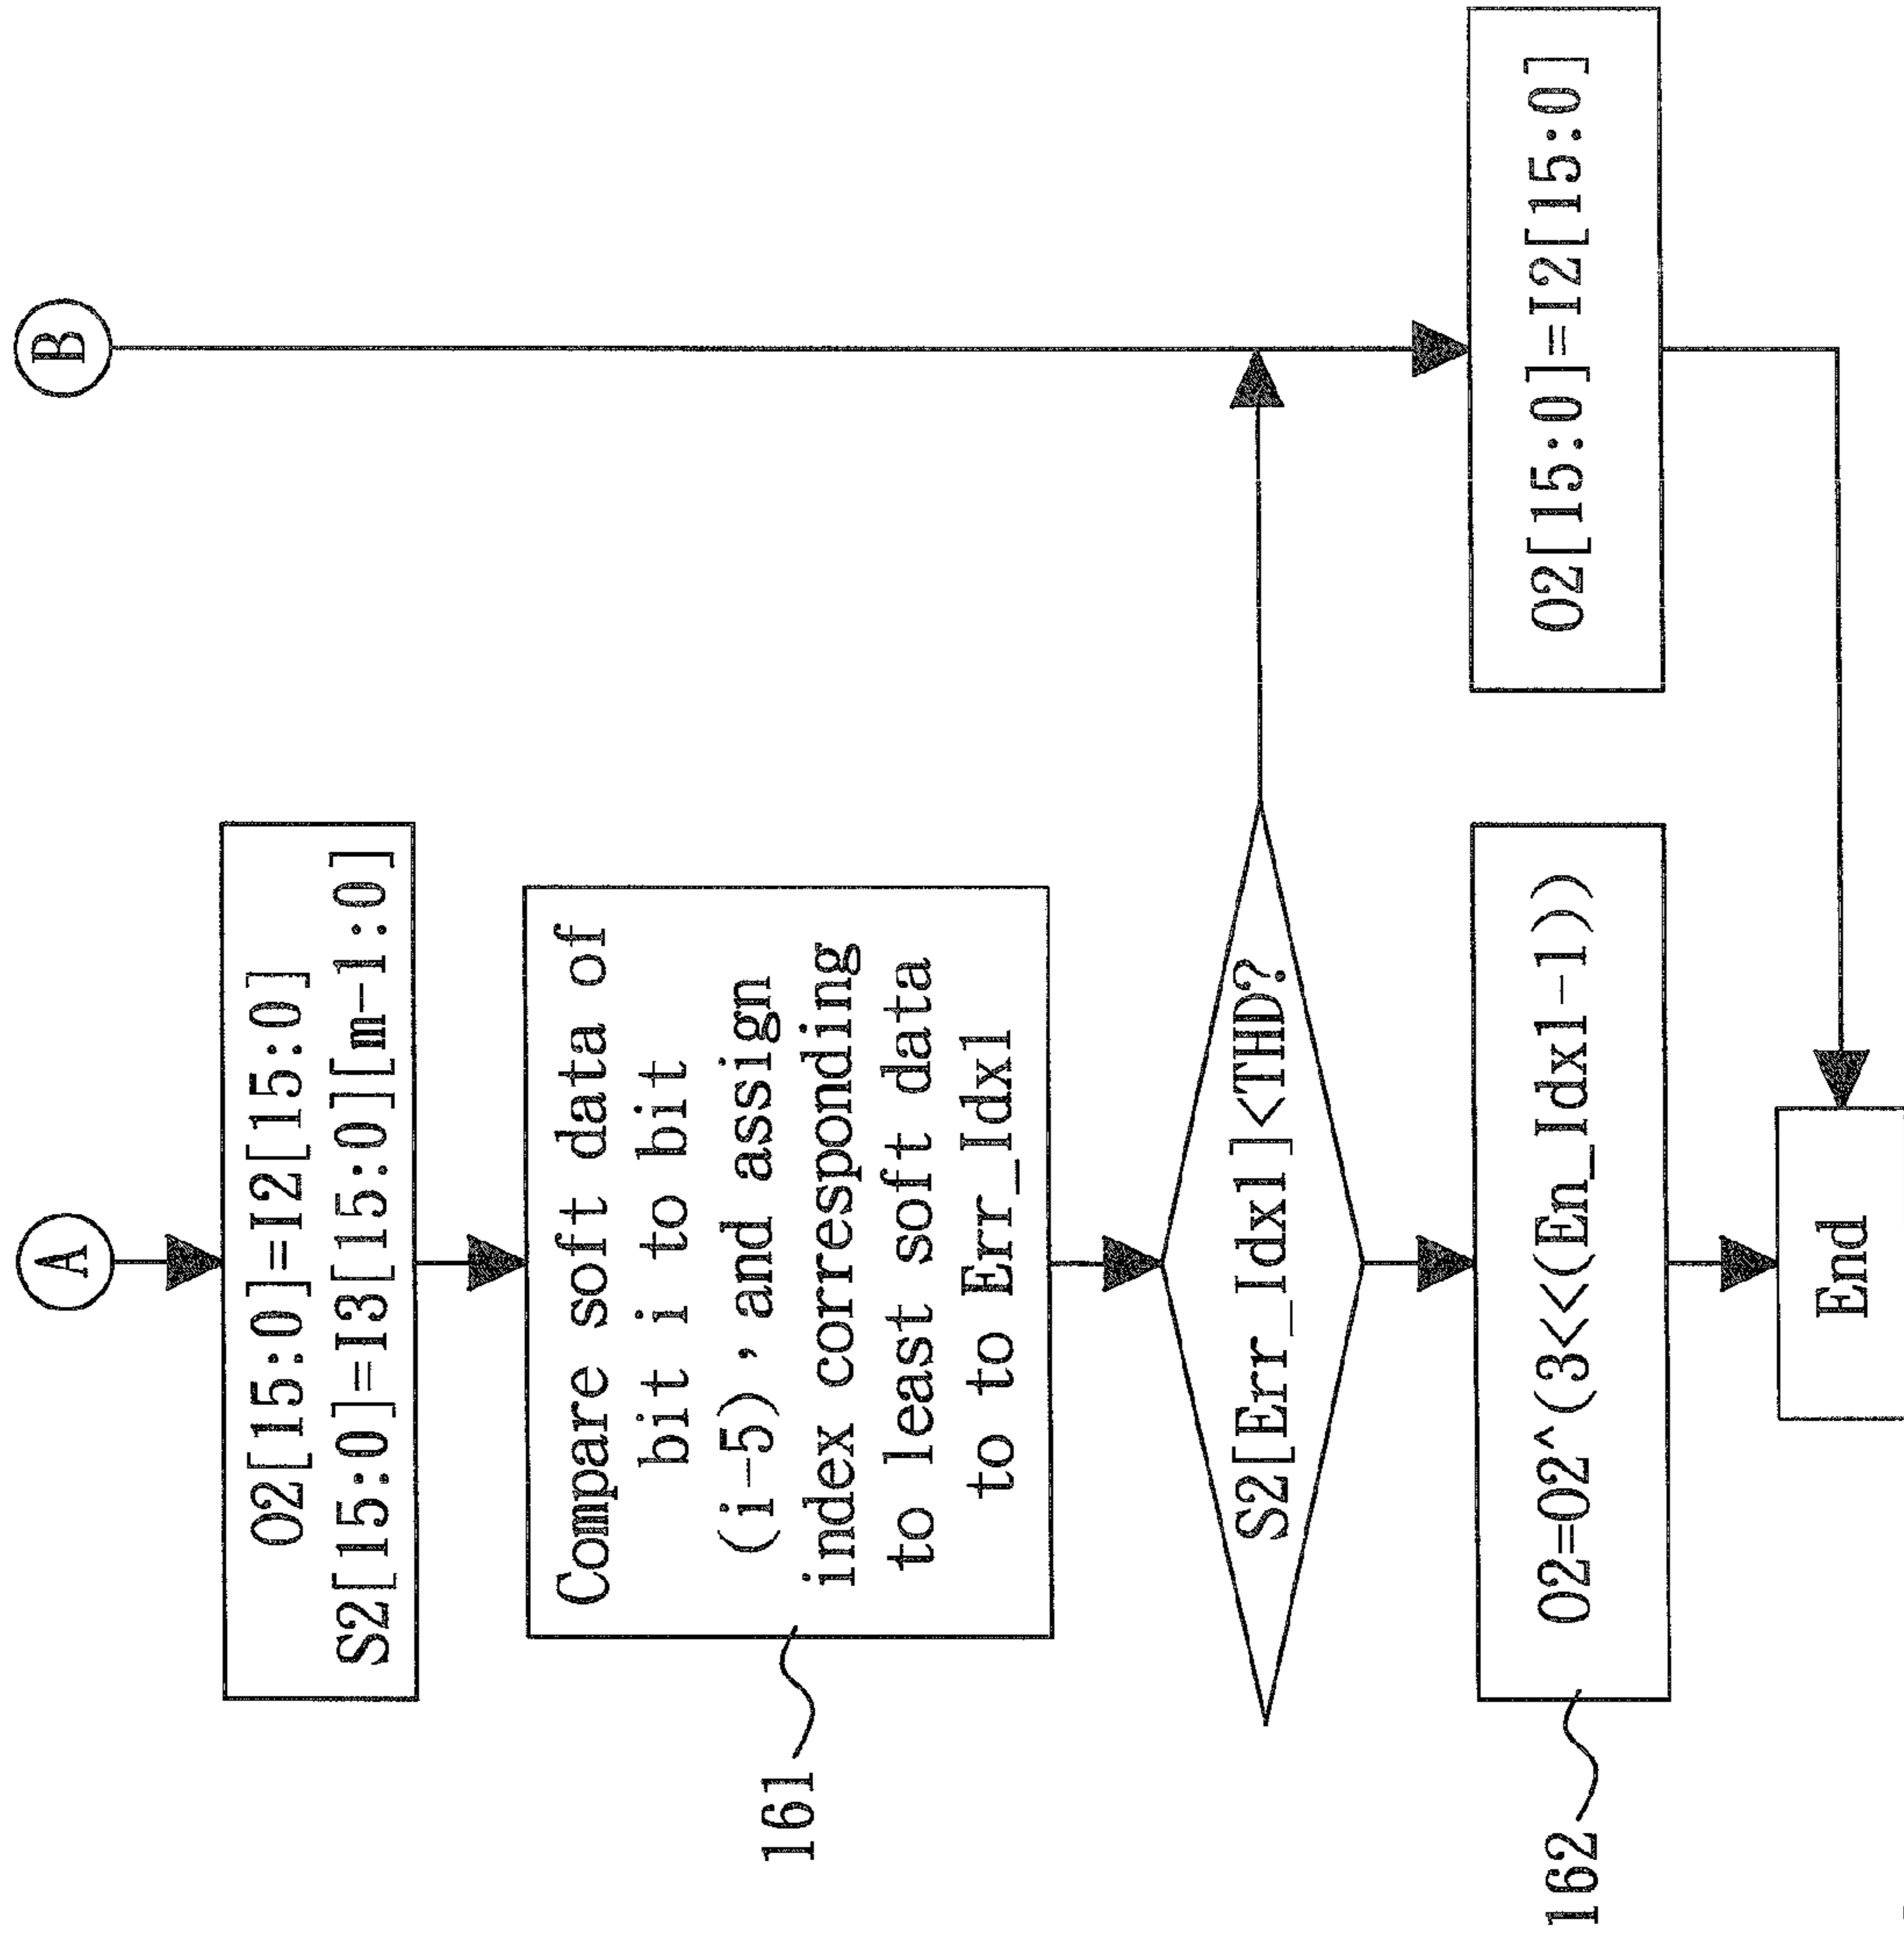 A
B
O2[15:0]=I2[15:0]
S2[15:0]=I3[15:0][m-1:0]
Compare soft data of
bit i to bit
(i-5), and assign
index corresponding
to least soft data
to to Err_Idx1
161
S2[Err_Idx1]<THD?
O2=O2^(3<<(En_Idx1-1))
162
O2[15:0]=I2[15:0]
End